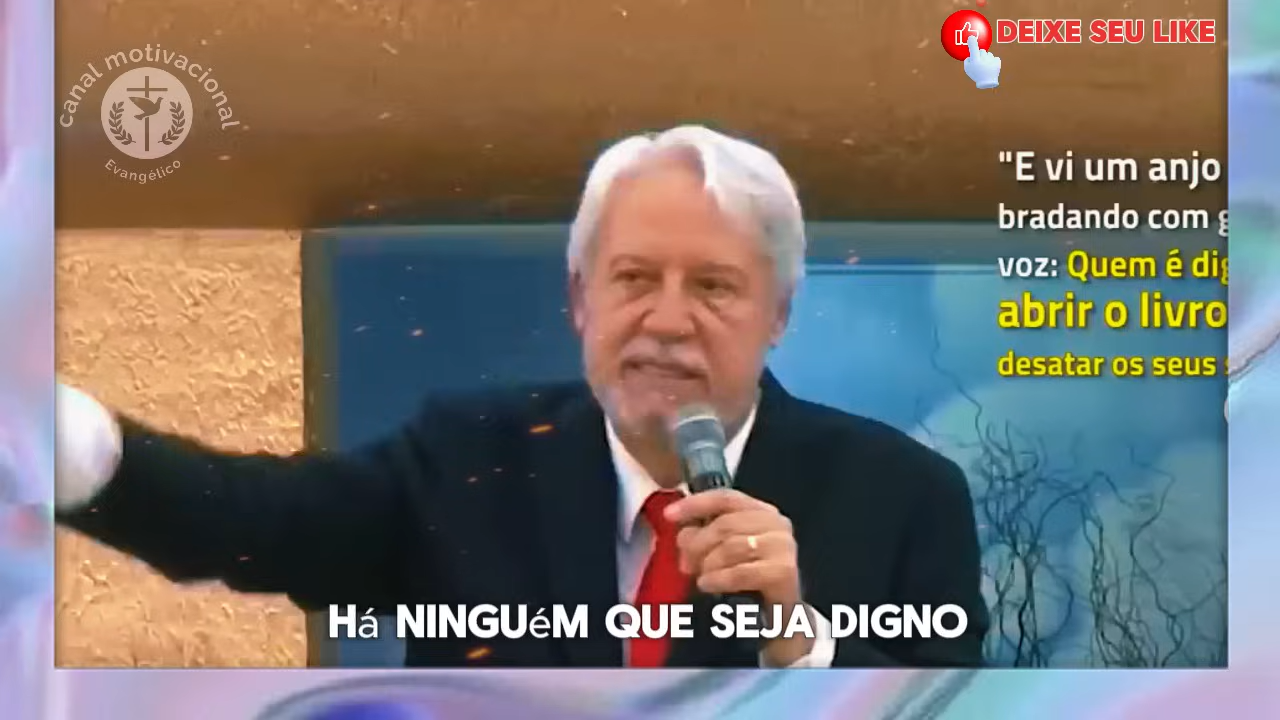 canal motivacional
Evangélico
DEIXE SEU LIKE
"E vi um anjo
bradando com
voz: Quem é
abrir o livro
desatar os seus
Há NINGUéM QUE SEJA DIGNO